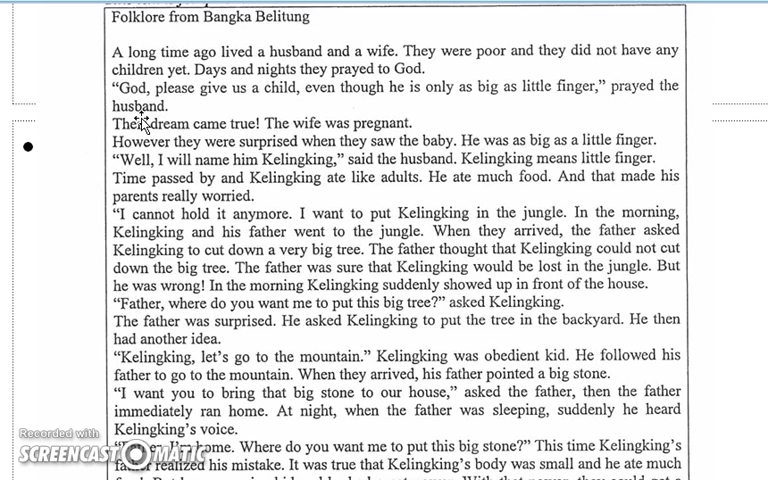 Folklore from Bangka Belitung
A long time ago lived a husband and a wife. They were poor and they did not have any
children yet. Days and nights they prayed to God.
“God, please give us a child, even though he is only as big as little finger,” prayed the
husband.
dream came true! The wife was pregnant.
However they were surprised when they saw the baby. He was as big as a little finger.
“Well, I will name him Kelingking,” said the husband. Kelingking means little finger.
Time passed by and Kelingking ate like adults. He ate much food. And that made his
parents really worried.
“I cannot hold it anymore. I want to put Kelingking in the jungle. In the morning,
Kelingking and his father went to the jungle. When they arrived, the father asked
Kelingking to cut down a very big tree. The father thought that Kelingking could not cut
down the big tree. The father was sure that Kelingking would be lost in the jungle. But
he was wrong! In the morning Kelingking suddenly showed up in front of the house.
“Father, where do you want me to put this big tree?” asked Kelingking.
The father was surprised. He asked Kelingking to put the tree in the backyard. He then
had another idea.
“Kelingking, let’s go to the mountain.” Kelingking was obedient kid. He followed his
father to go to the mountain. When they arrived, his father pointed a big stone.
“I want you to bring that big stone to our house,” asked the father, then the father
immediately ran home. At night, when the father was sleeping, suddenly he heard
Kelingking’s voice.
“Father, I’m home. Where do you want me to put this big stone?” This time Kelingking’s
father realized his mistake. It was true that Kelingking’s body was small and he ate much
Recorded with
SCREENCAST-O-MATIC